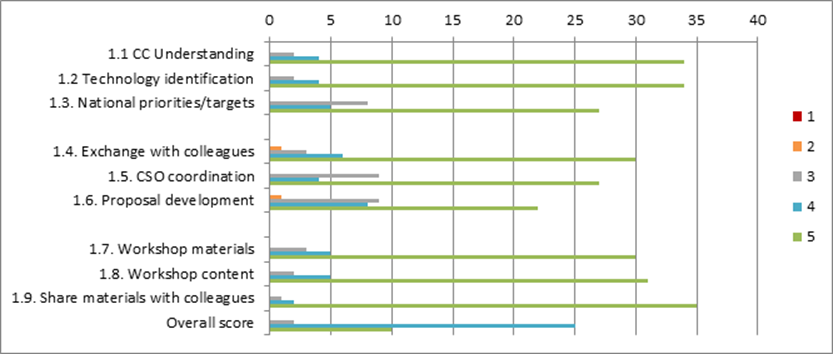 0 5 10 15 20 25 30 35 40
1.1 CC Understanding
1.2 Technology identification
1.3. National priorities/targets
1.4. Exchange with colleagues
1.5. CSO coordination
1.6. Proposal development
1.7. Workshop materials
1.8. Workshop content
1.9. Share materials with colleagues
Overall score
1
2
3
4
5